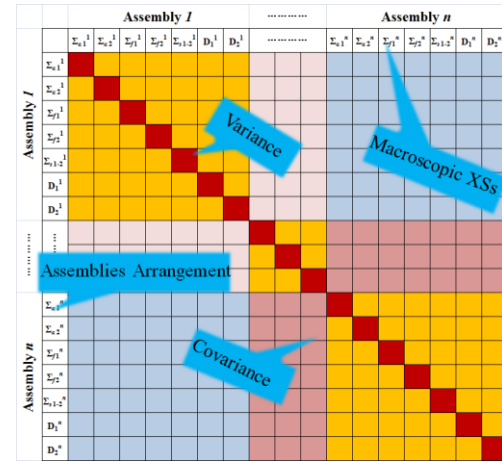 Assembly 1 ………… Assembly n
Σa1¹ Σa2¹ Σf1¹ Σf2¹ Σs1-2¹ D1¹ D2¹ ………… Σa1ⁿ Σa2ⁿ Σf1ⁿ Σf2ⁿ Σs1-2ⁿ D1ⁿ D2ⁿ
Assembly 1
Σa1¹
Σa2¹
Σf1¹
Σf2¹
Σs1-2¹
D1¹
D2¹
Variance
Macroscopic XSs
…………
…………
Assemblies Arrangement
Covariance
Assembly n
Σa1ⁿ
Σa2ⁿ
Σf1ⁿ
Σf2ⁿ
Σs1-2ⁿ
D1ⁿ
D2ⁿ